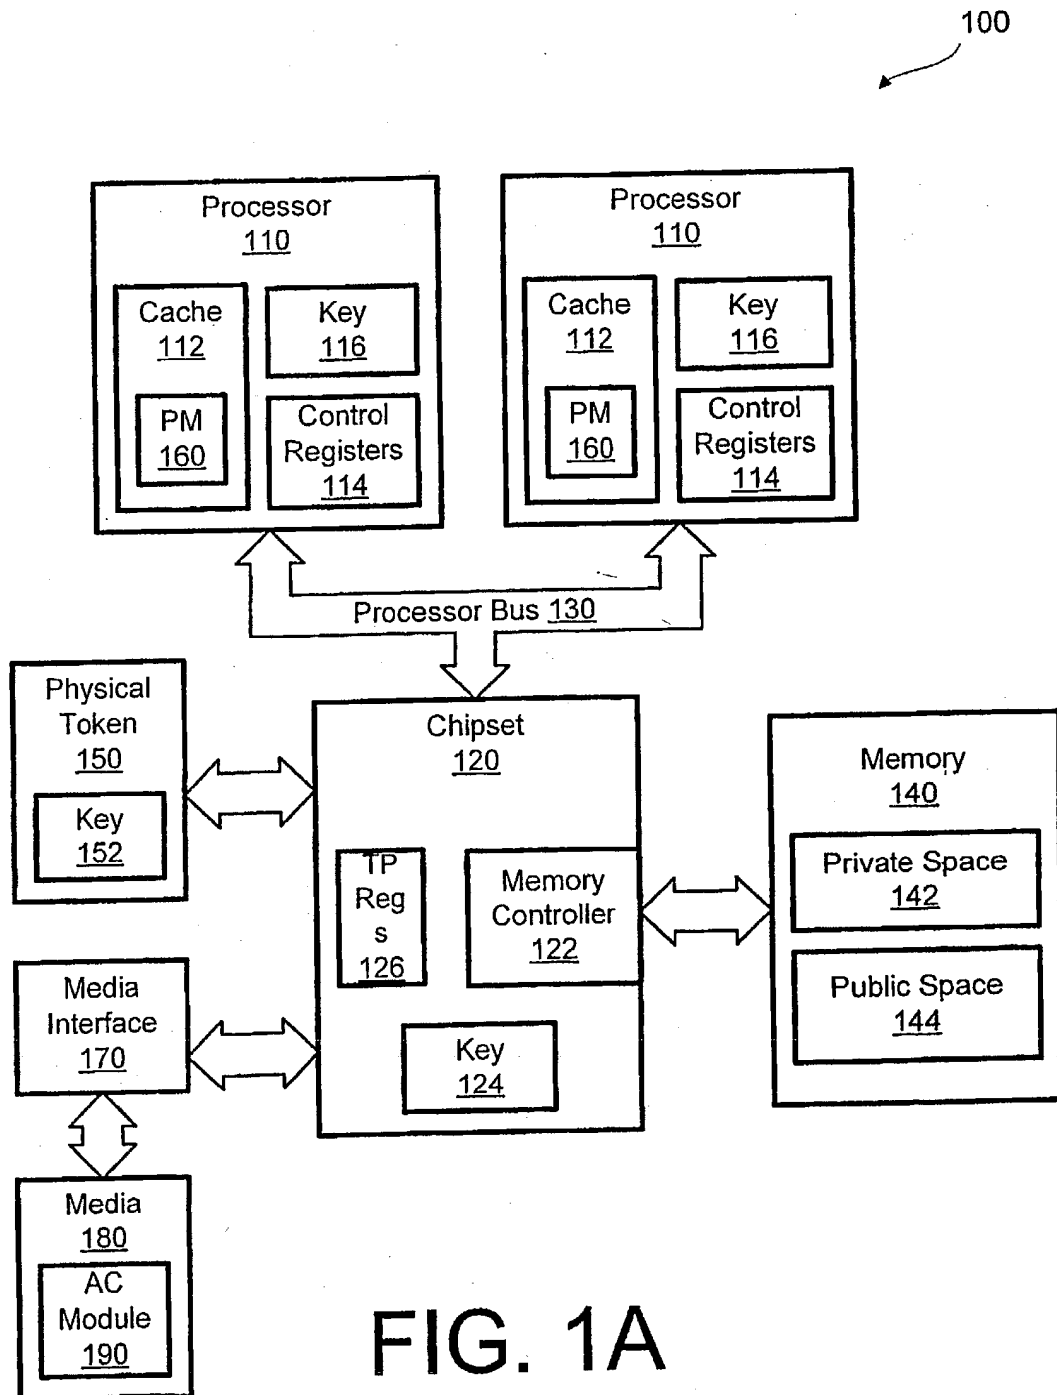 100
Processor
110
Cache
112
PM
160
Key
116
Control
Registers
114
Processor
110
Cache
112
PM
160
Key
116
Control
Registers
114
Processor Bus 130
Physical
Token
150
Key
152
Chipset
120
TP
Reg
s
126
Memory
Controller
122
Key
124
Memory
140
Private Space
142
Public Space
144
Media
Interface
170
Media
180
AC
Module
190
FIG. 1A